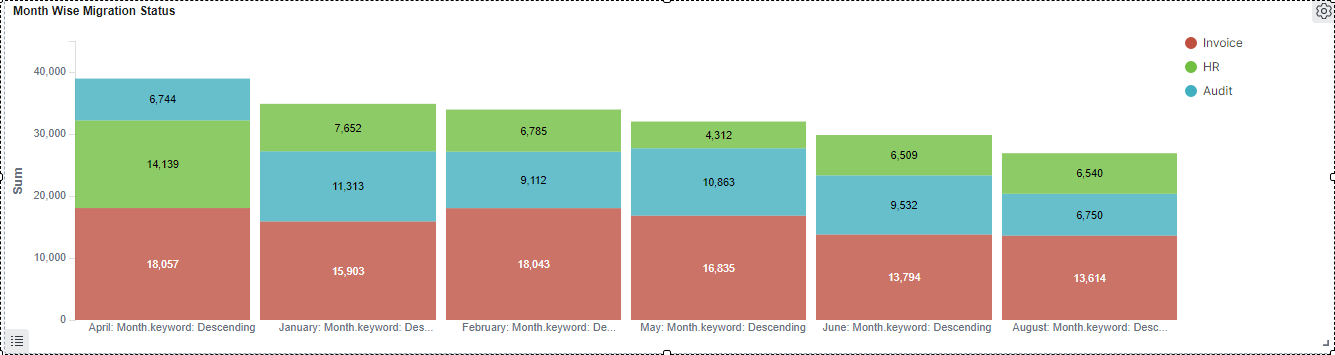 Month Wise Migration Status
Invoice
HR
Audit
Sum
40,000
30,000
20,000
10,000
0
6,744
14,139
18,057
7,652
11,313
15,903
6,785
9,112
18,043
4,312
10,863
16,835
6,509
9,532
13,794
6,540
6,750
13,614
April: Month.keyword: Descending
January: Month.keyword: Des...
February: Month.keyword: De...
May: Month.keyword: Descending
June: Month.keyword: Descending
August: Month.keyword: Desc...